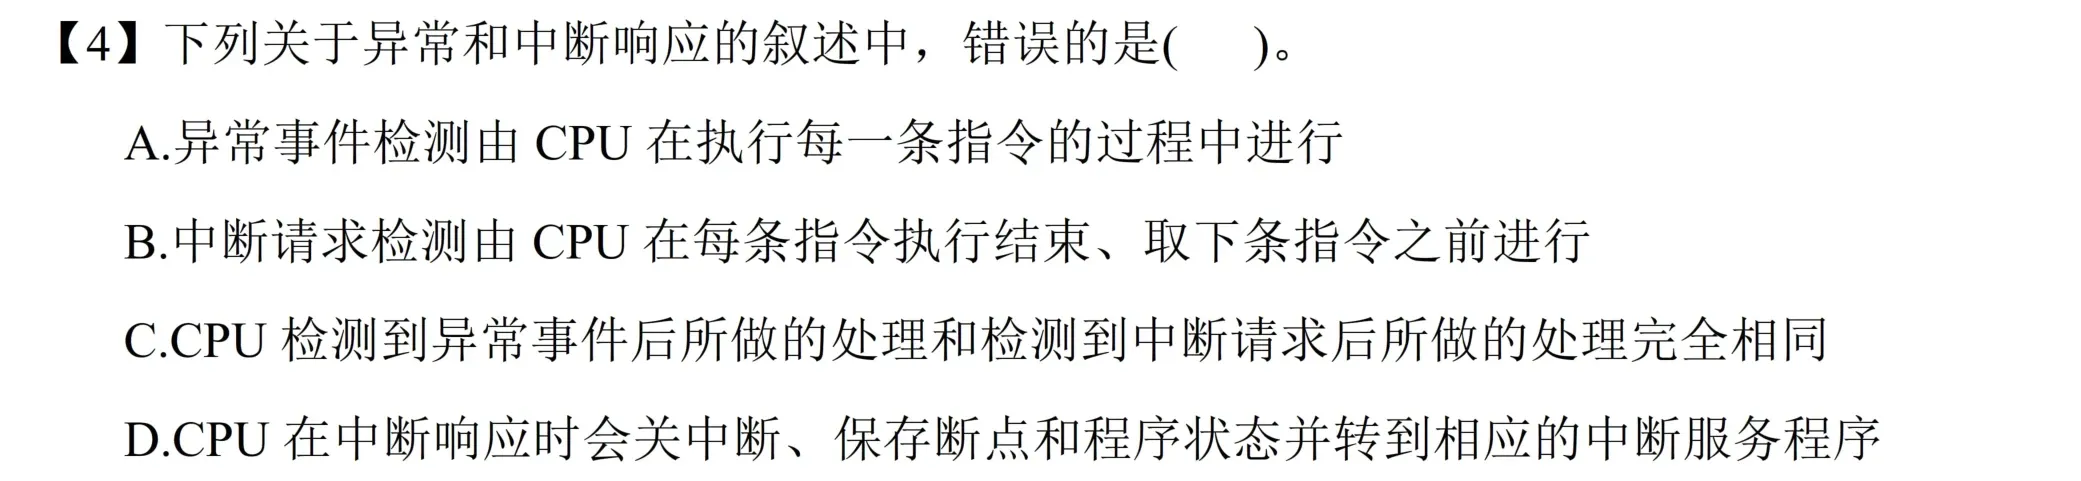 【4】下列关于异常和中断响应的叙述中，错误的是(  )。
A.异常事件检测由 CPU 在执行每一条指令的过程中进行
B.中断请求检测由 CPU 在每条指令执行结束、取下条指令之前进行
C.CPU 检测到异常事件后所做的处理和检测到中断请求后所做的处理完全相同
D.CPU 在中断响应时会关中断、保存断点和程序状态并转到相应的中断服务程序